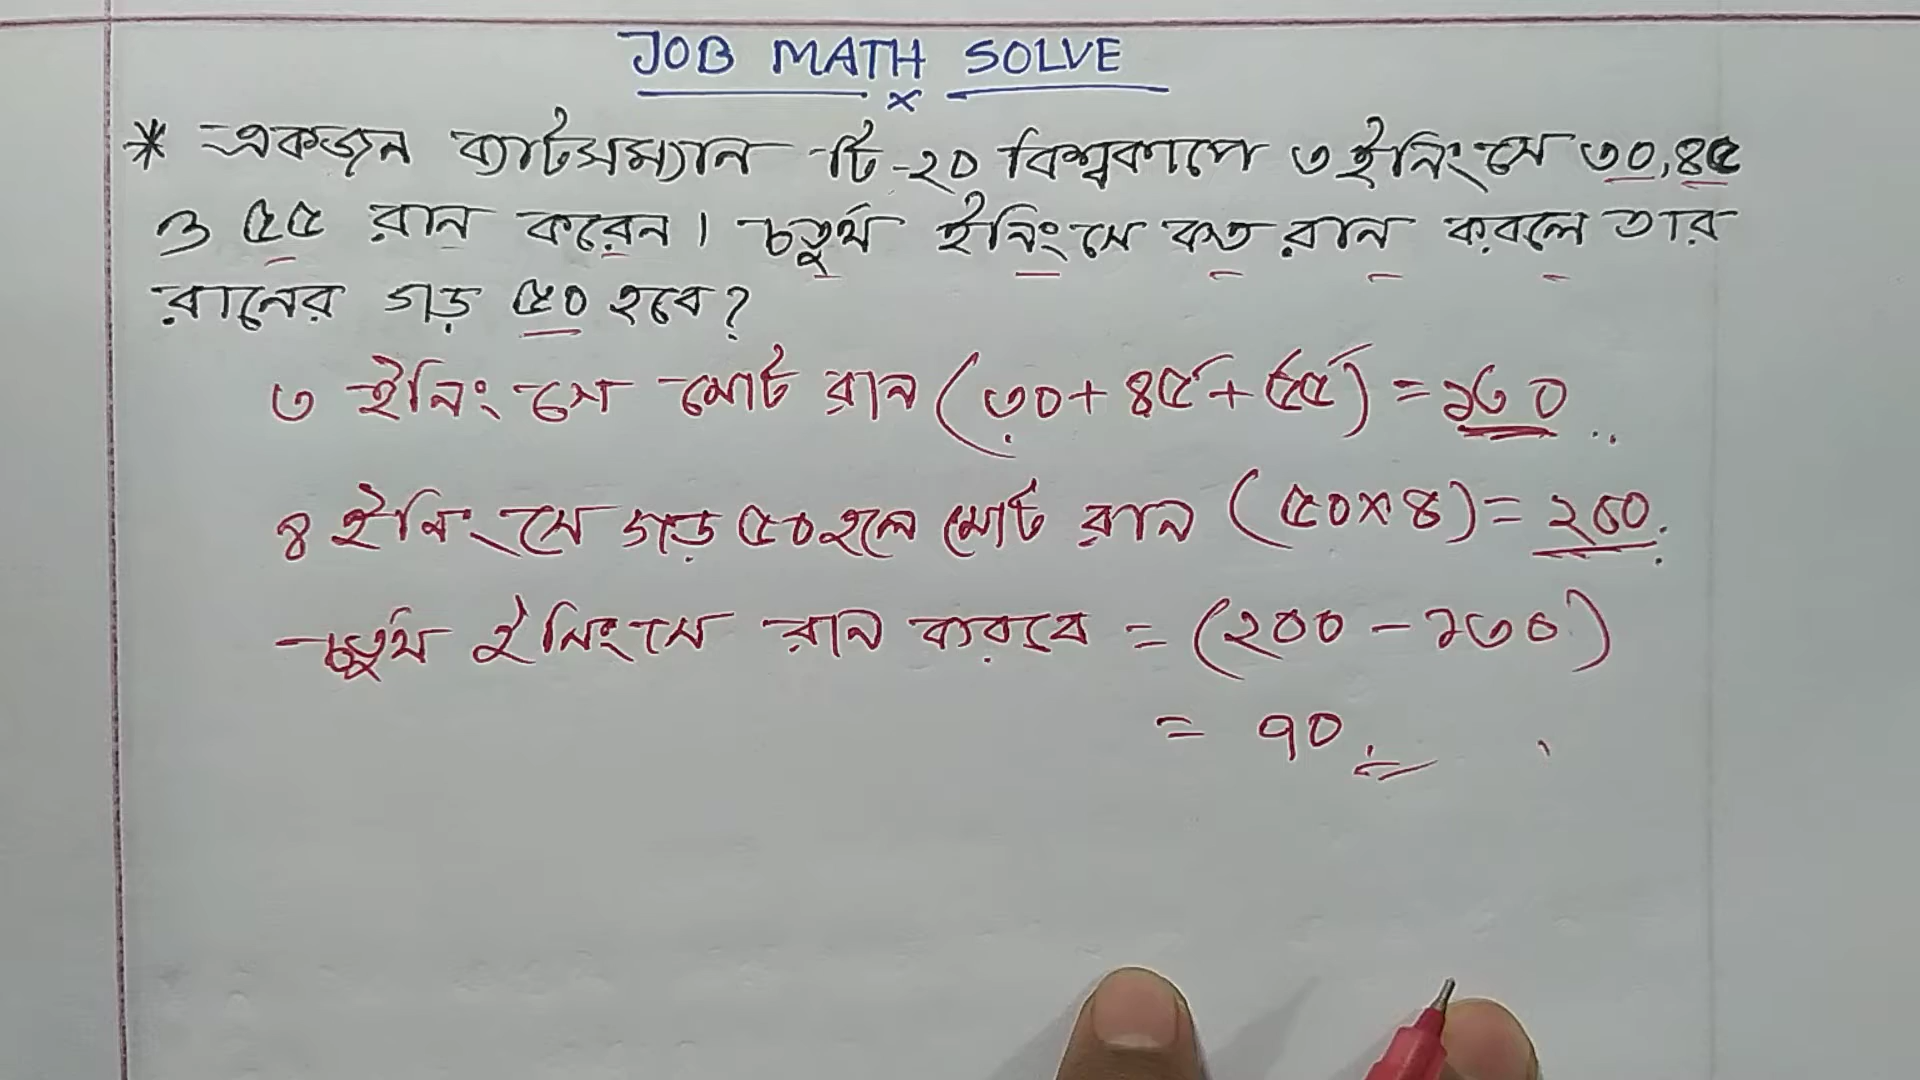 JOB MATH SOLVE
x
* একজন ব্যাটসম্যান টি-২০ বিশ্বকাপে ৩ ইনিংসে ৩০, ৪৫
ও ৫৫ রান করেন। চতুর্থ ইনিংসে কত রান করলে তার
রানের গড় ৫০ হবে?
৩ ইনিংসে মোট রান (৩০+ ৪৫+ ৫৫) = ১৩০
৪ ইনিংসে গড় ৫০ হলে মোট রান (৫০×৪) = ২০০.
চতুর্থ ইনিংসে রান করবে = (২০০ - ১৩০)
= ৭০